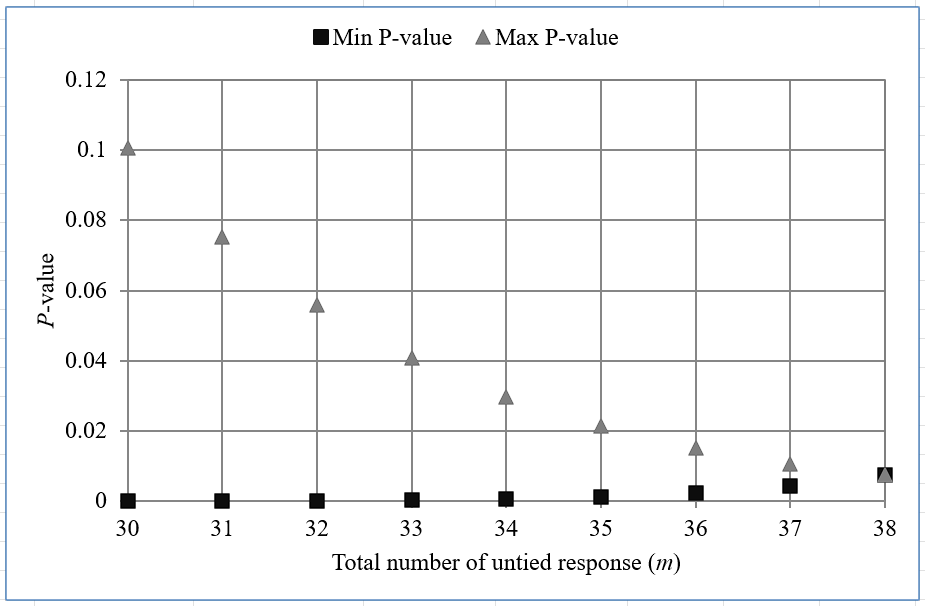 Min P-value Max P-value
0.12
0.1
0.08
0.06
0.04
0.02
0
P-value
30 31 32 33 34 35 36 37 38
Total number of untied response (m)